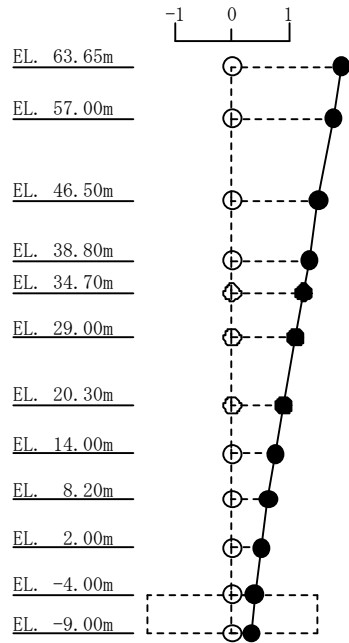 -1 0 1
EL. 63.65m
EL. 57.00m
EL. 46.50m
EL. 38.80m
EL. 34.70m
EL. 29.00m
EL. 20.30m
EL. 14.00m
EL. 8.20m
EL. 2.00m
EL. -4.00m
EL. -9.00m